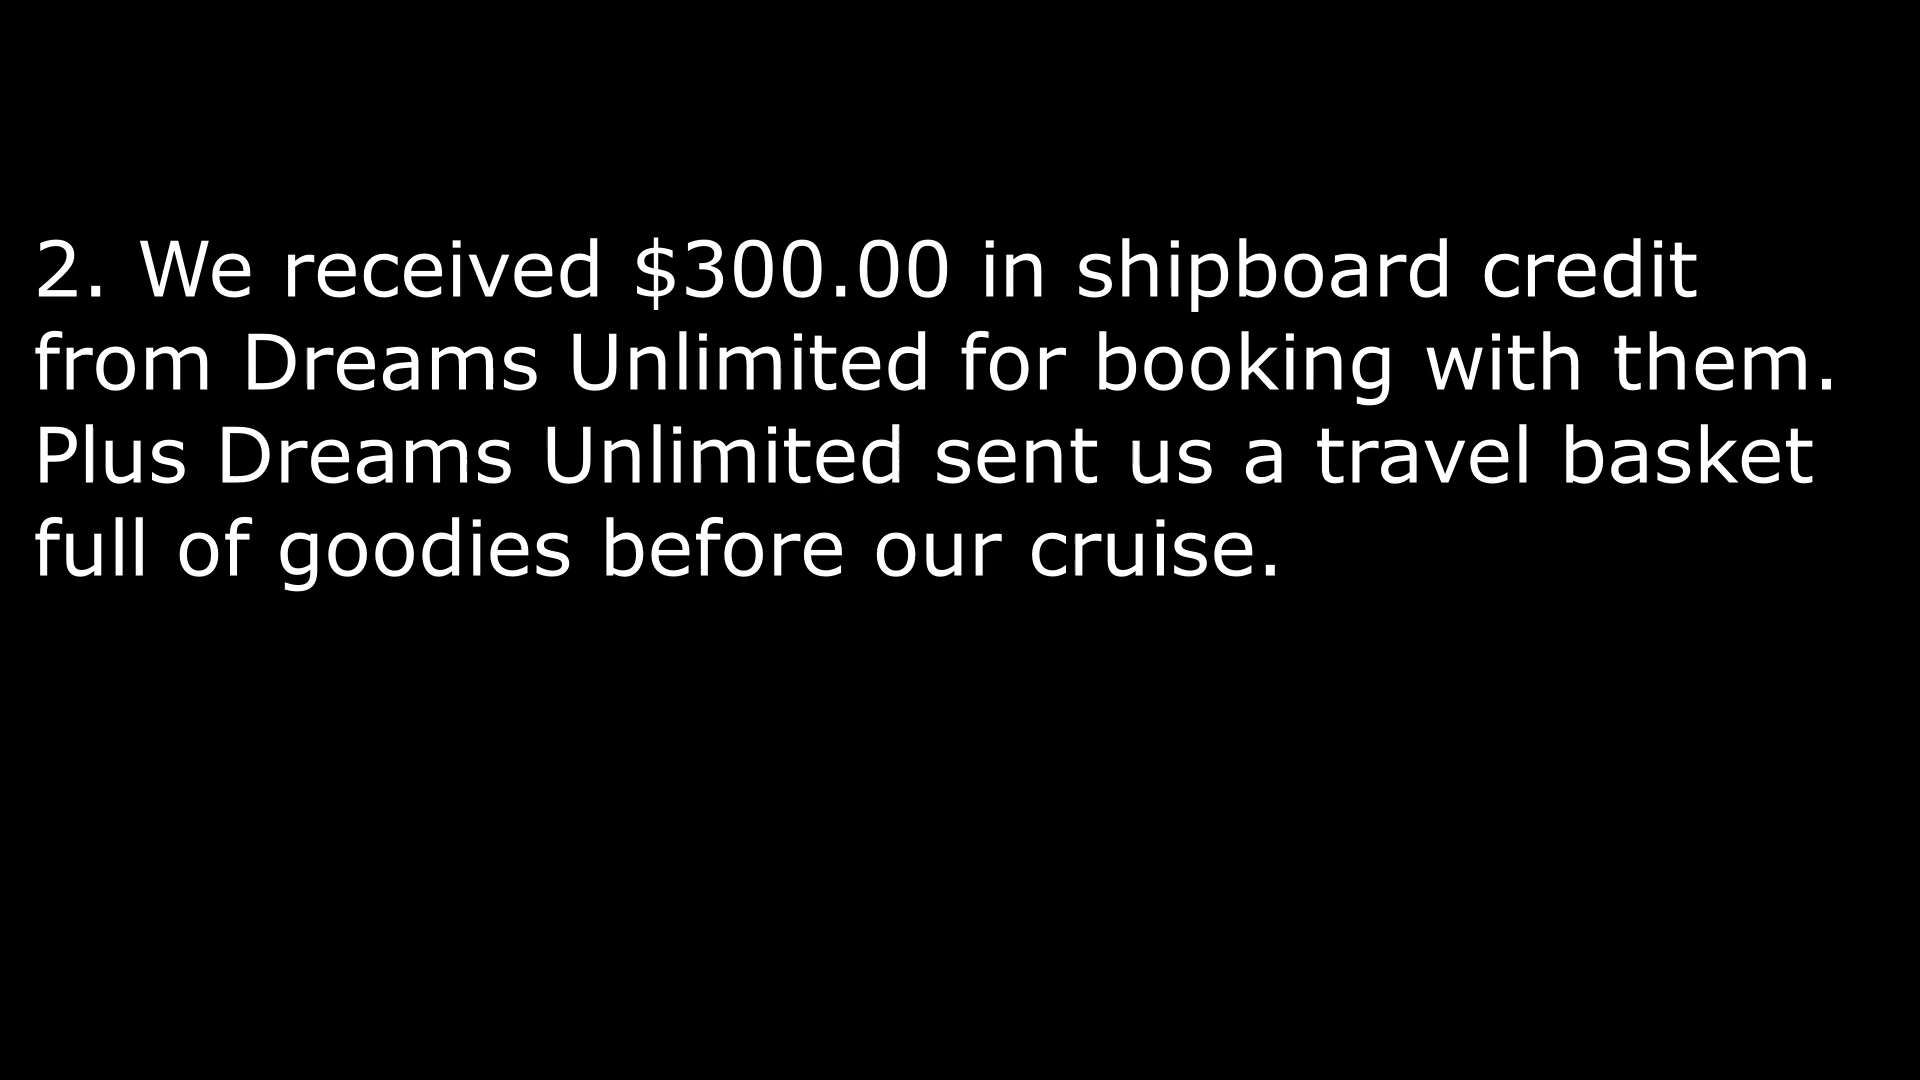 2. We received $300.00 in shipboard credit
from Dreams Unlimited for booking with them.
Plus Dreams Unlimited sent us a travel basket
full of goodies before our cruise.